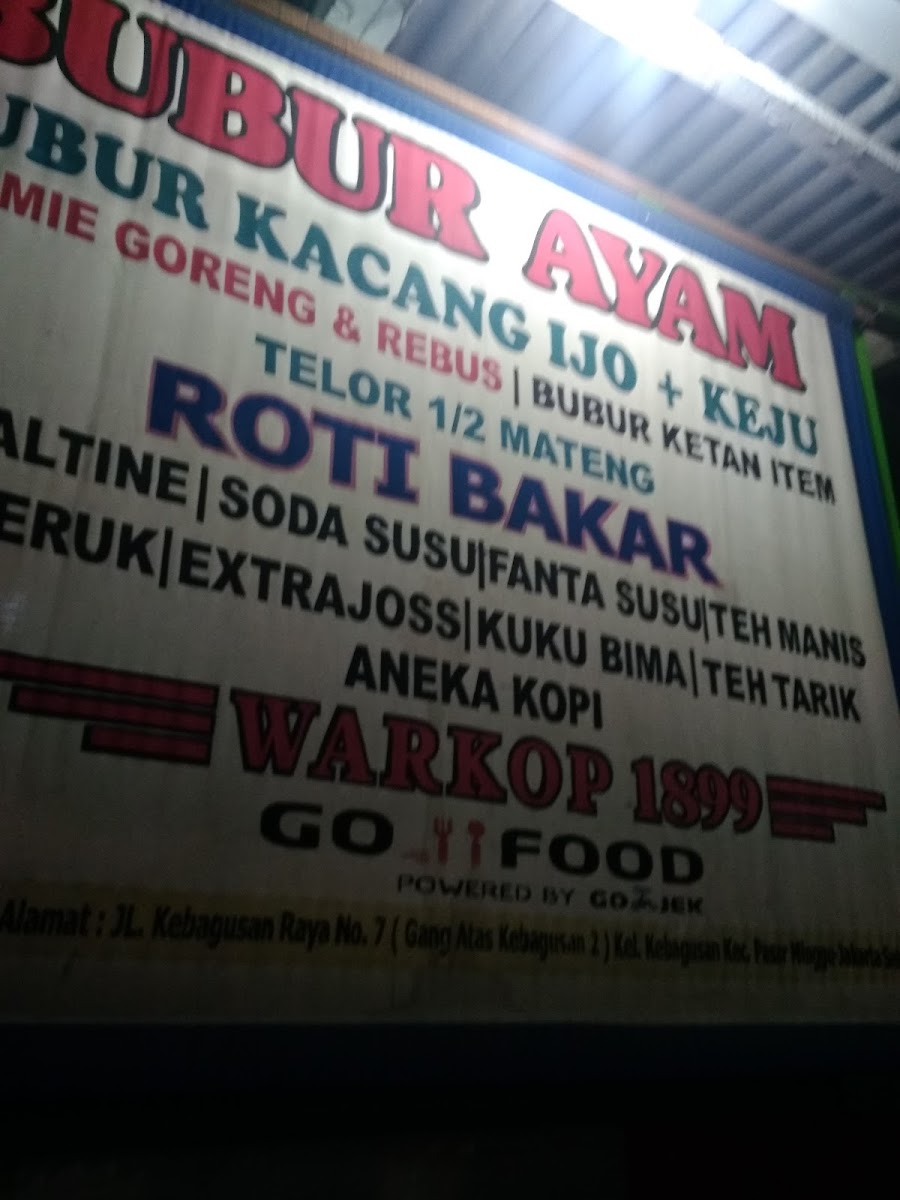 BUBUR AYAM
UBUR KACANG IJO + KEJU
MIE GORENG & REBUS | BUBUR KETAN ITEM
TELOR 1/2 MATENG
ROTI BAKAR
ALTINE | SODA SUSU | FANTA SUSU | TEH MANIS
ERUK | EXTRAJOSS | KUKU BIMA | TEH TARIK
ANEKA KOPI
WARKOP 1899
GO FOOD
POWERED BY GOJEK
Alamat : JL. Kebagusan Raya No. 7 ( Gang Atas Kebagusan 2 ) Kel. Kebagusan Kec. Pasar Minggu Jakarta Sel